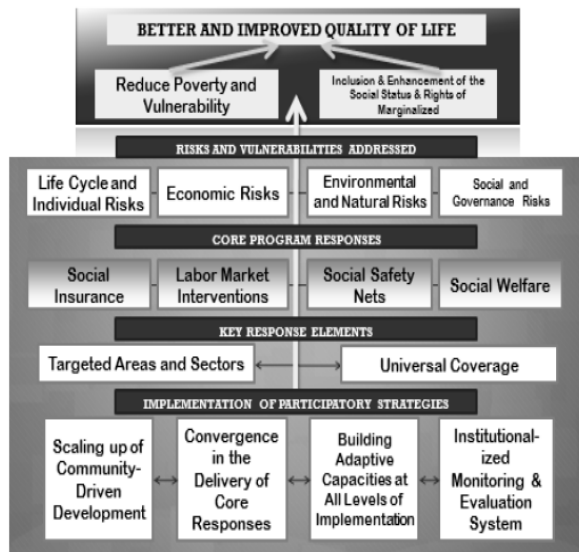 BETTER AND IMPROVED QUALITY OF LIFE
Reduce Poverty and
Vulnerability
Inclusion & Enhancement of the
Social Status & Rights of
Marginalized
RISKS AND VULNERABILITIES ADDRESSED
Life Cycle and
Individual Risks
Economic Risks
Environmental
and Natural Risks
Social and
Governance Risks
CORE PROGRAM RESPONSES
Social
Insurance
Labor Market
Interventions
Social Safety
Nets
Social Welfare
KEY RESPONSE ELEMENTS
Targeted Areas and Sectors
Universal Coverage
IMPLEMENTATION OF PARTICIPATORY STRATEGIES
Scaling up of
Community-
Driven
Development
Convergence
in the
Delivery of
Core
Responses
Building
Adaptive
Capacities at
All Levels of
Implementation
Institutional-
ized
Monitoring &
Evaluation
System